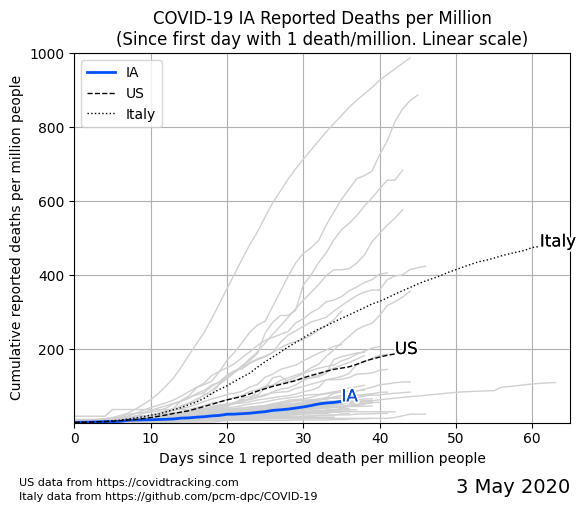 COVID-19 IA Reported Deaths per Million
(Since first day with 1 death/million. Linear scale)
Cumulative reported deaths per million people
1000
800
600
400
200
IA
US
Italy
Italy
US
IA
0
10
20
30
40
50
60
Days since 1 reported death per million people
US data from https://covidtracking.com
Italy data from https://github.com/pcm-dpc/COVID-19
3 May 2020